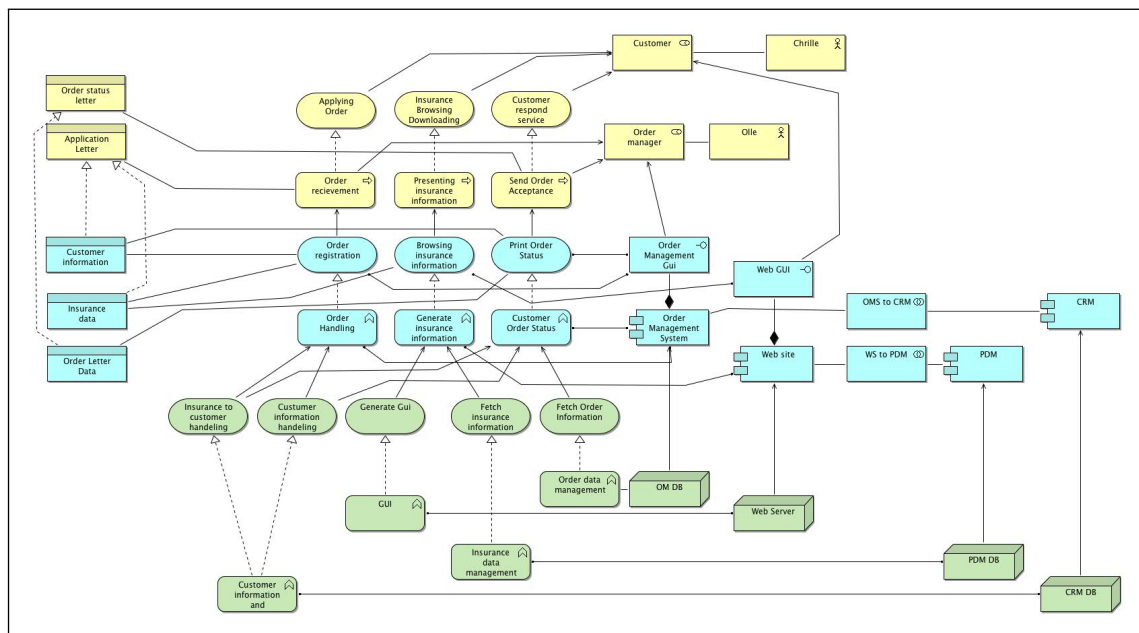 Customer
Chrille
Order status
letter
Applying
Order
Insurance
Browsing
Downloading
Customer
respond
service
Application
Letter
Order
manager
Olle
Order
recievement
Presenting
insurance
information
Send Order
Acceptance
Customer
information
Order
registration
Browsing
insurance
information
Print Order
Status
Order
Management
Gui
Web GUI
Insurance
data
Order
Handling
Generate
insurance
information
Customer
Order Status
Order
Management
System
OMS to CRM
CRM
Order Letter
Data
Web site
WS to PDM
PDM
Insurance to
customer
handeling
Custumer
information
handeling
Generate Gui
Fetch
insurance
information
Fetch Order
Information
Order data
management
OM DB
GUI
Web Server
Insurance
data
management
PDM DB
Customer
information
and
CRM DB